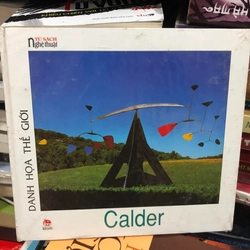 TỦ SÁCH
Nghệ thuật
DANH HỌA THẾ GIỚI
Calder